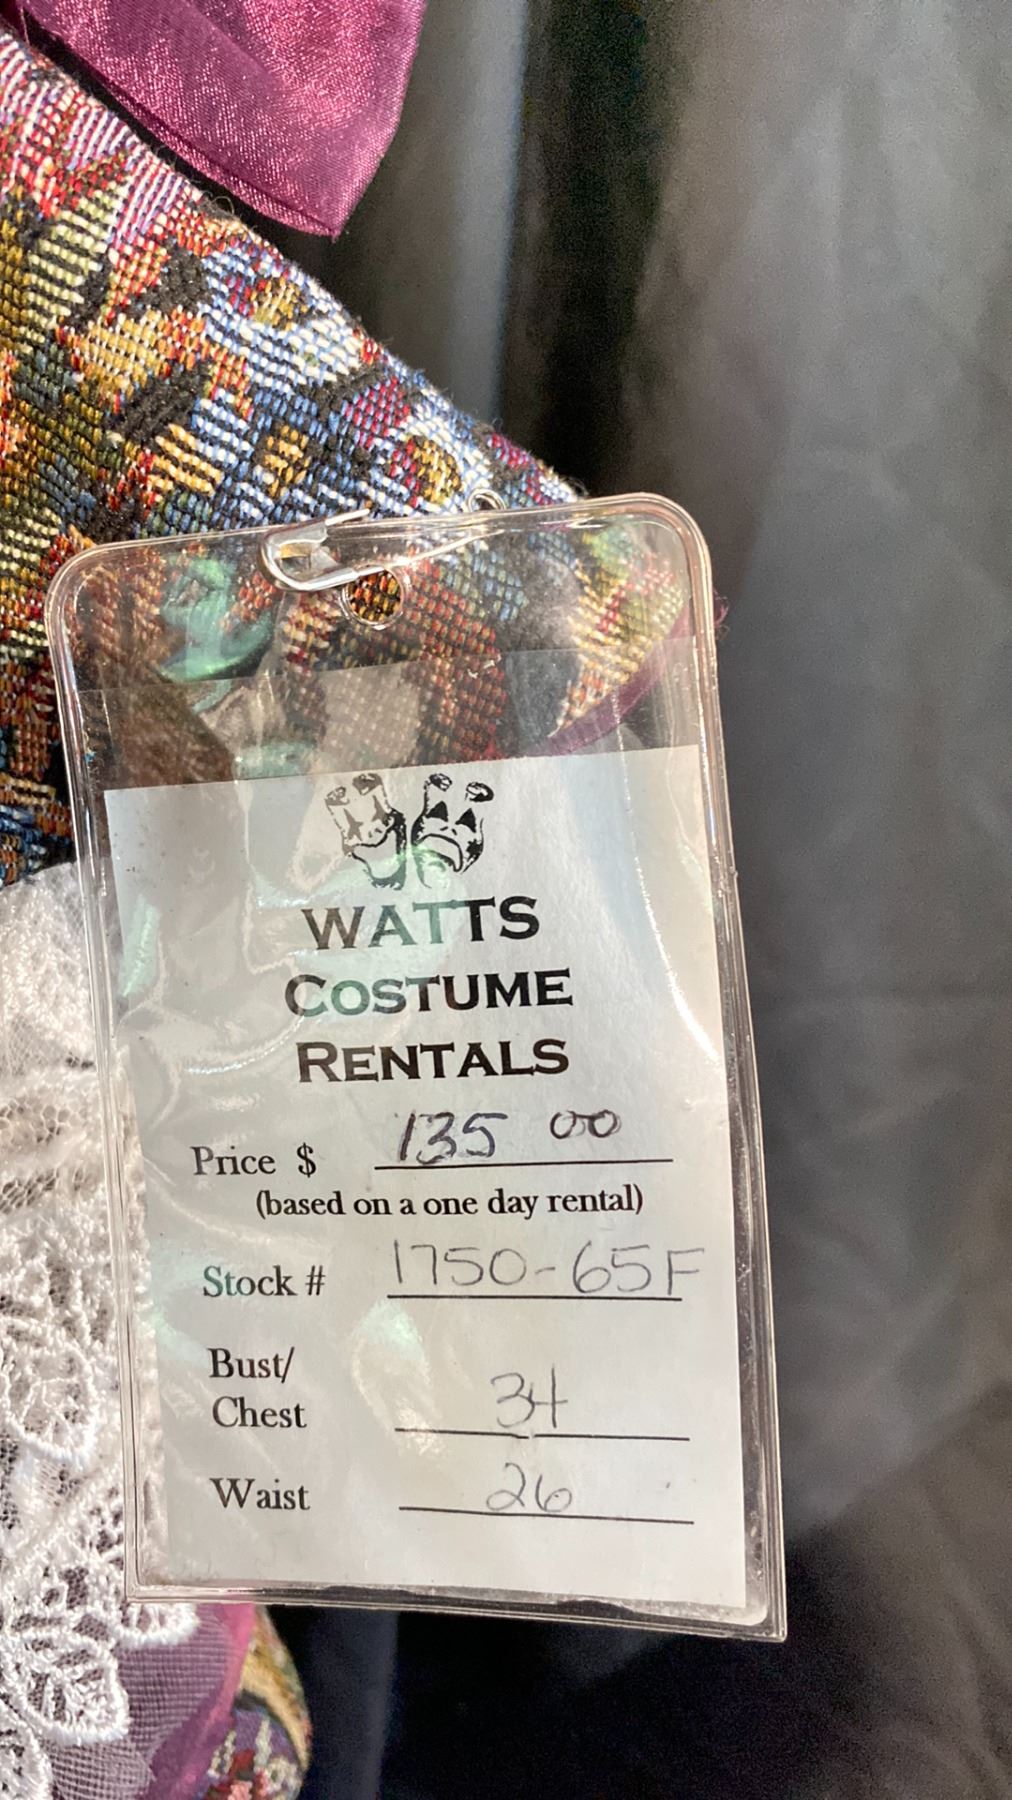 WATTS
COSTUME
RENTALS
Price $ 135 00
(based on a one day rental)
Stock # 1750-65F
Bust/
Chest 34
Waist 26